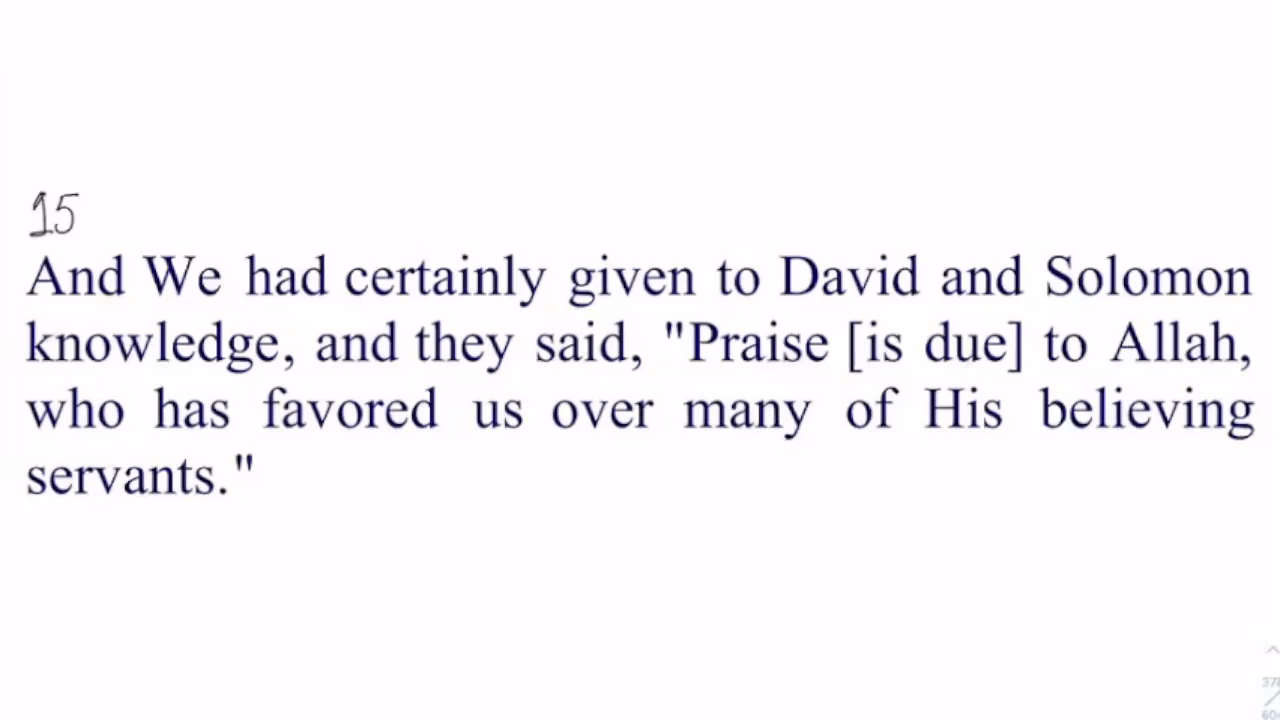 15
And We had certainly given to David and Solomon
knowledge, and they said, "Praise [is due] to Allah,
who has favored us over many of His believing
servants."